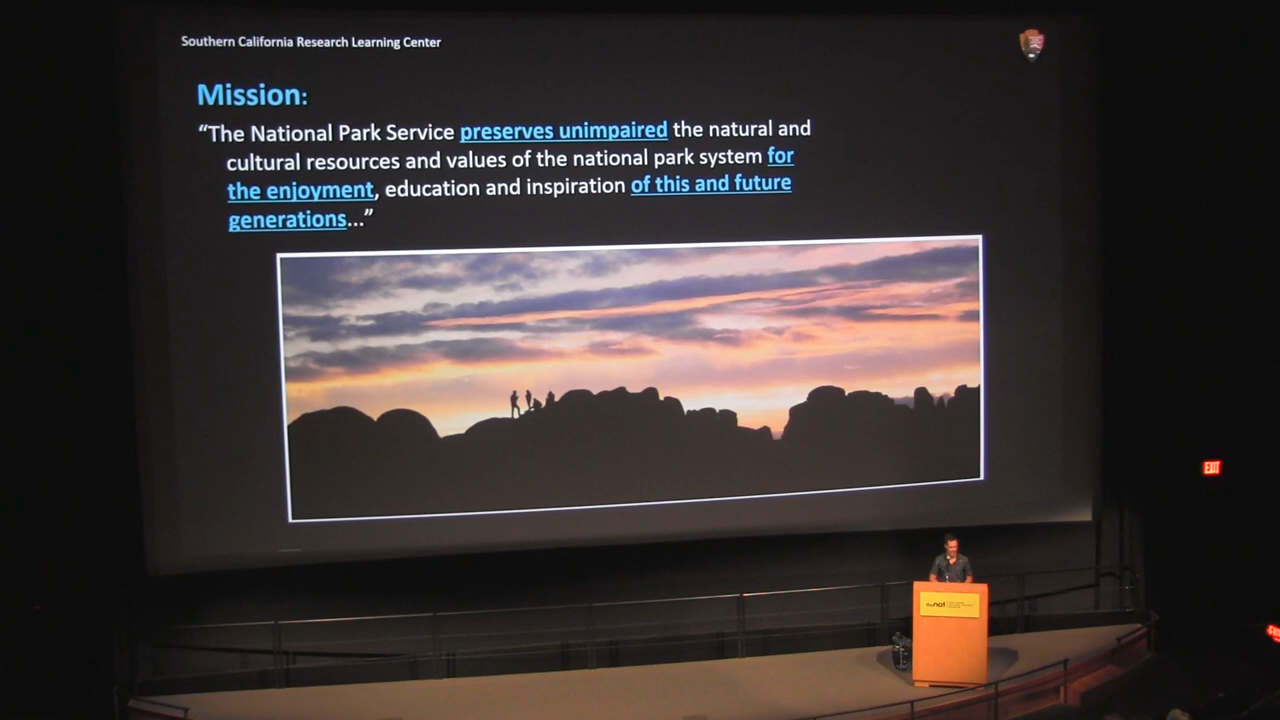 Southern California Research Learning Center
Mission:
“The National Park Service preserves unimpaired the natural and
cultural resources and values of the national park system for
the enjoyment, education and inspiration of this and future
generations...”
EXIT
thenat